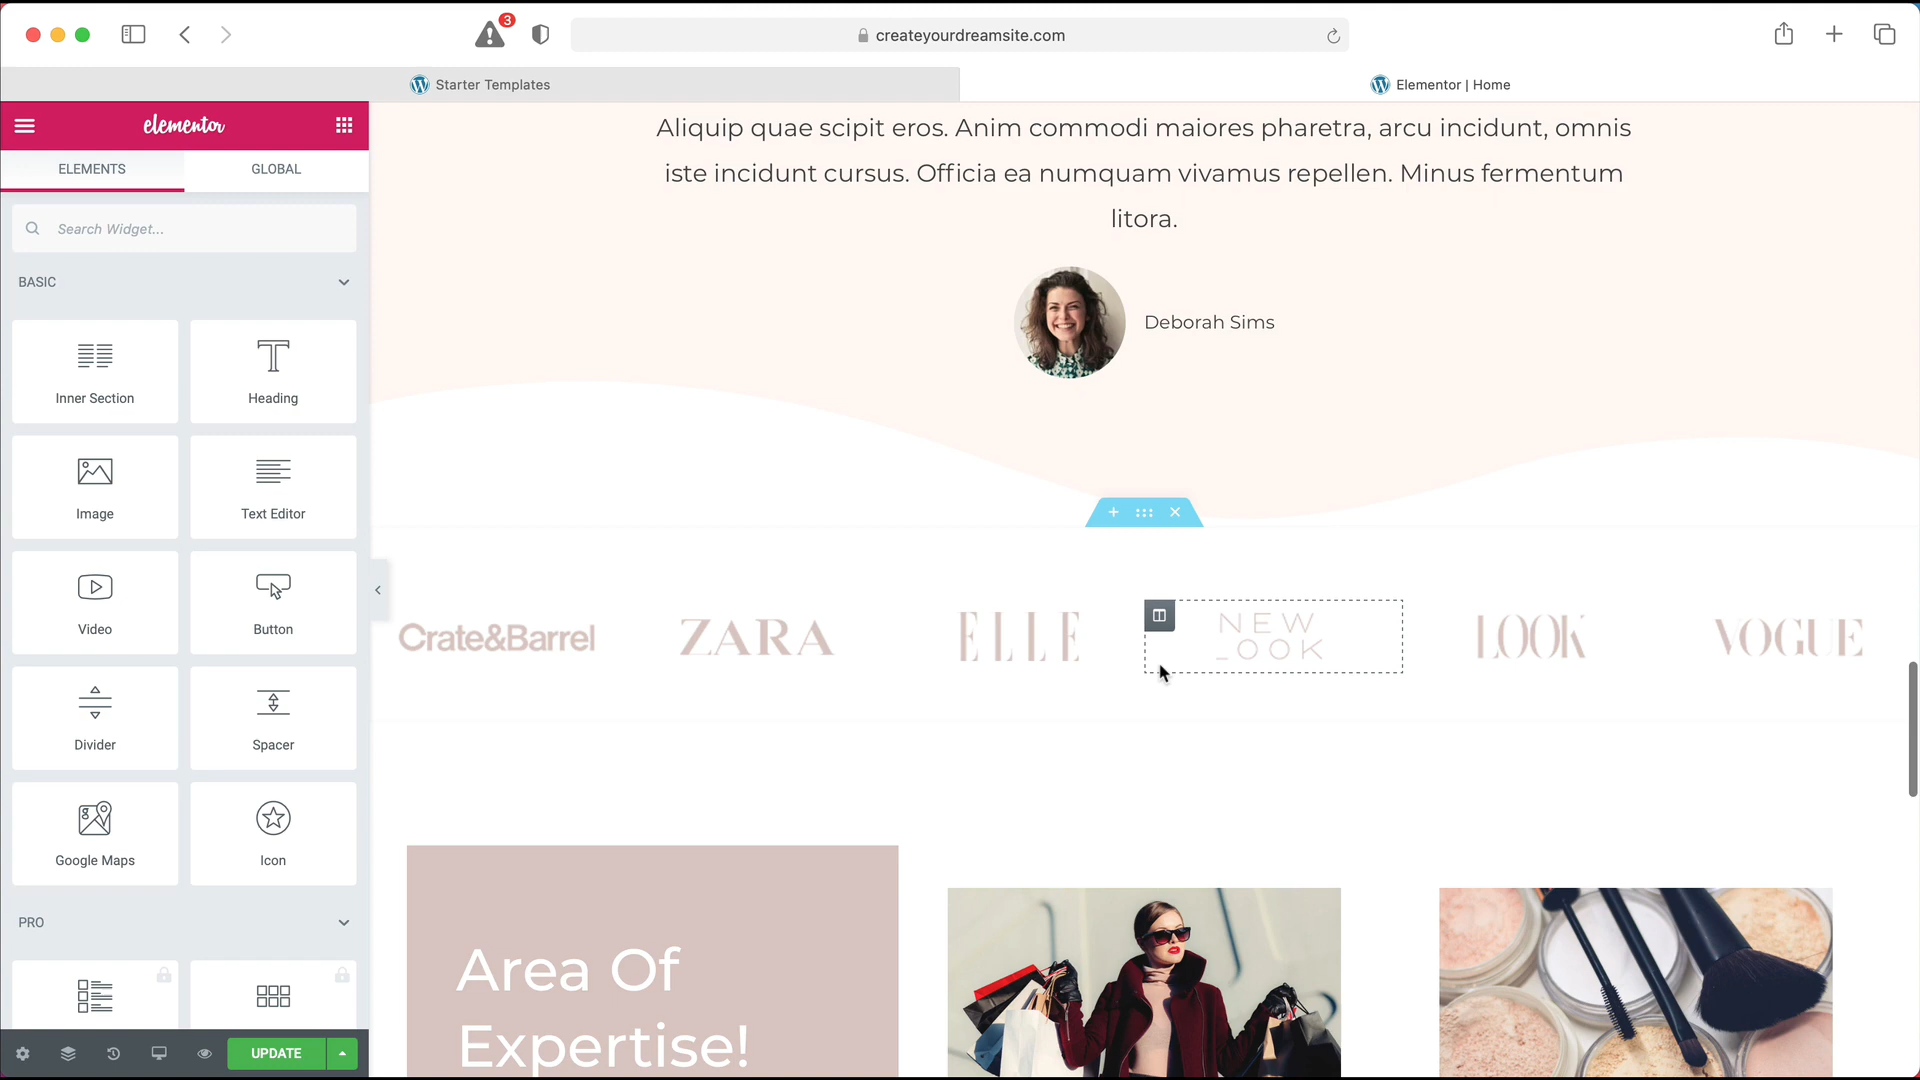 3
createyourdreamsite.com
Starter Templates
Elementor | Home
elementor
ELEMENTS
GLOBAL
Search Widget...
BASIC
Inner Section
Heading
Image
Text Editor
Video
Button
Divider
Spacer
Google Maps
Icon
PRO
UPDATE
Aliquip quae scipit eros. Anim commodi maiores pharetra, arcu incidunt, omnis
iste incidunt cursus. Officia ea numquam vivamus repellen. Minus fermentum
litora.
Deborah Sims
Crate&Barrel
ZARA
ELLE
NEW
_OOK
LOOK
VOGUE
Area Of
Expertise!